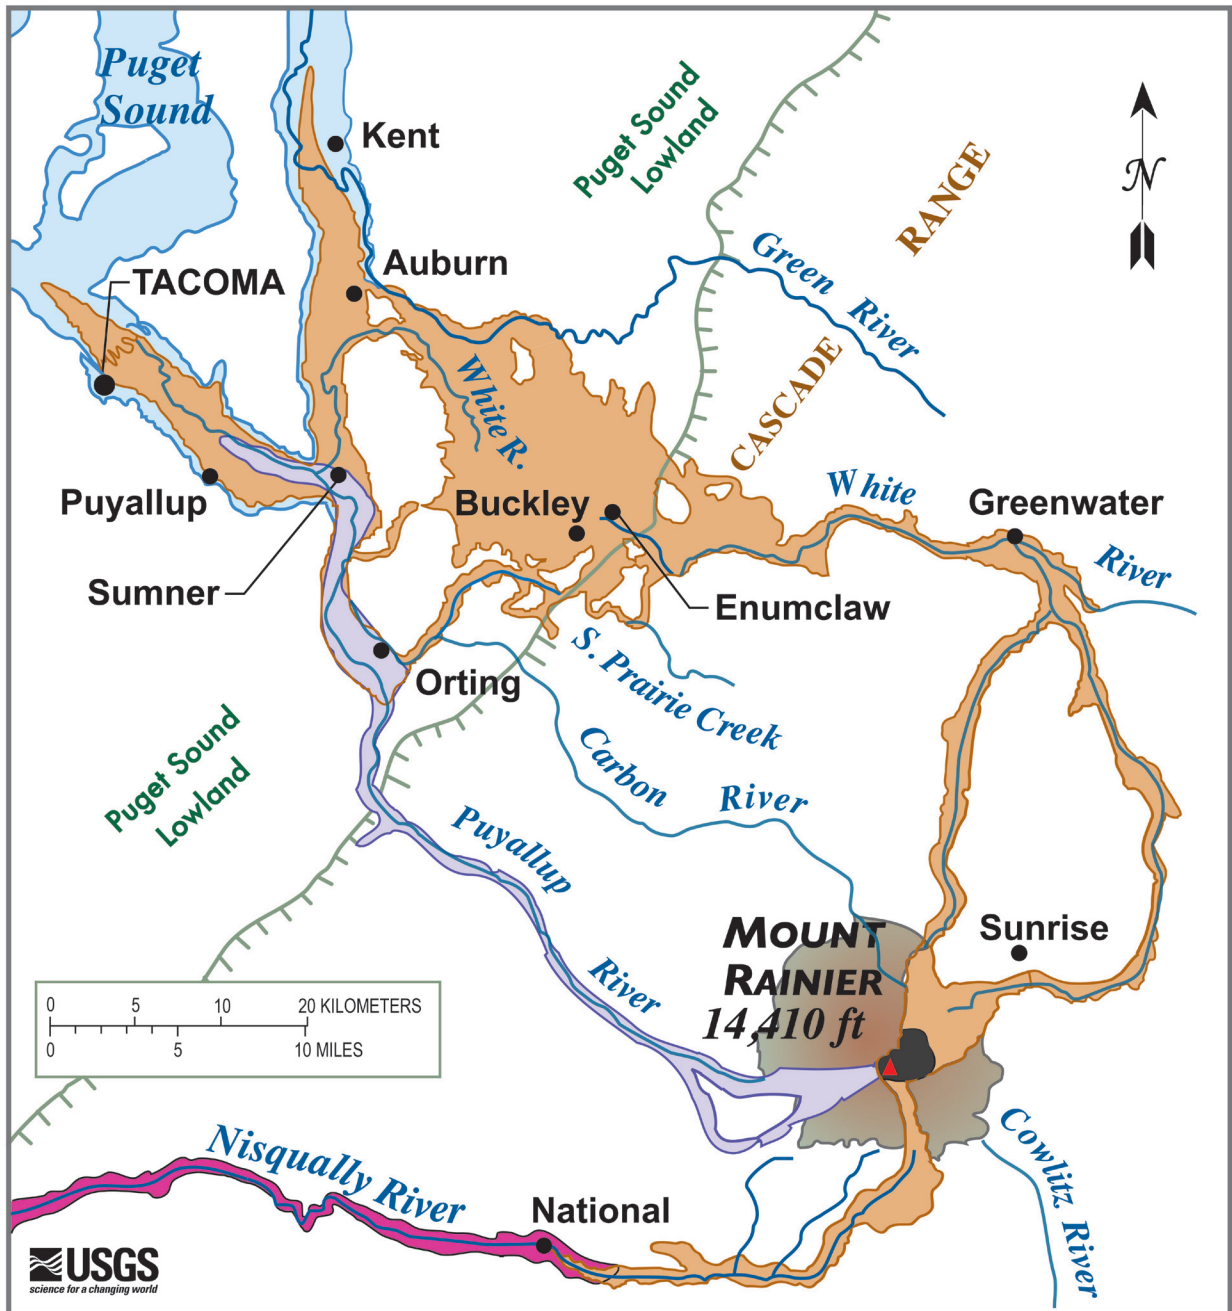 Puget
Sound
Kent
Puget Sound
Lowland
RANGE
N
Auburn
TACOMA
Green River
CASCADE
White R.
Puyallup
Buckley
White
Greenwater
River
Sumner
Enumclaw
S. Prairie Creek
Orting
Puget Sound
Lowland
Carbon River
Puyallup
River
MOUNT
RAINIER
14,410 ft
Sunrise
0 5 10 20 KILOMETERS
0 5 10 MILES
Nisqually River
Cowlitz River
National
USGS
science for a changing world